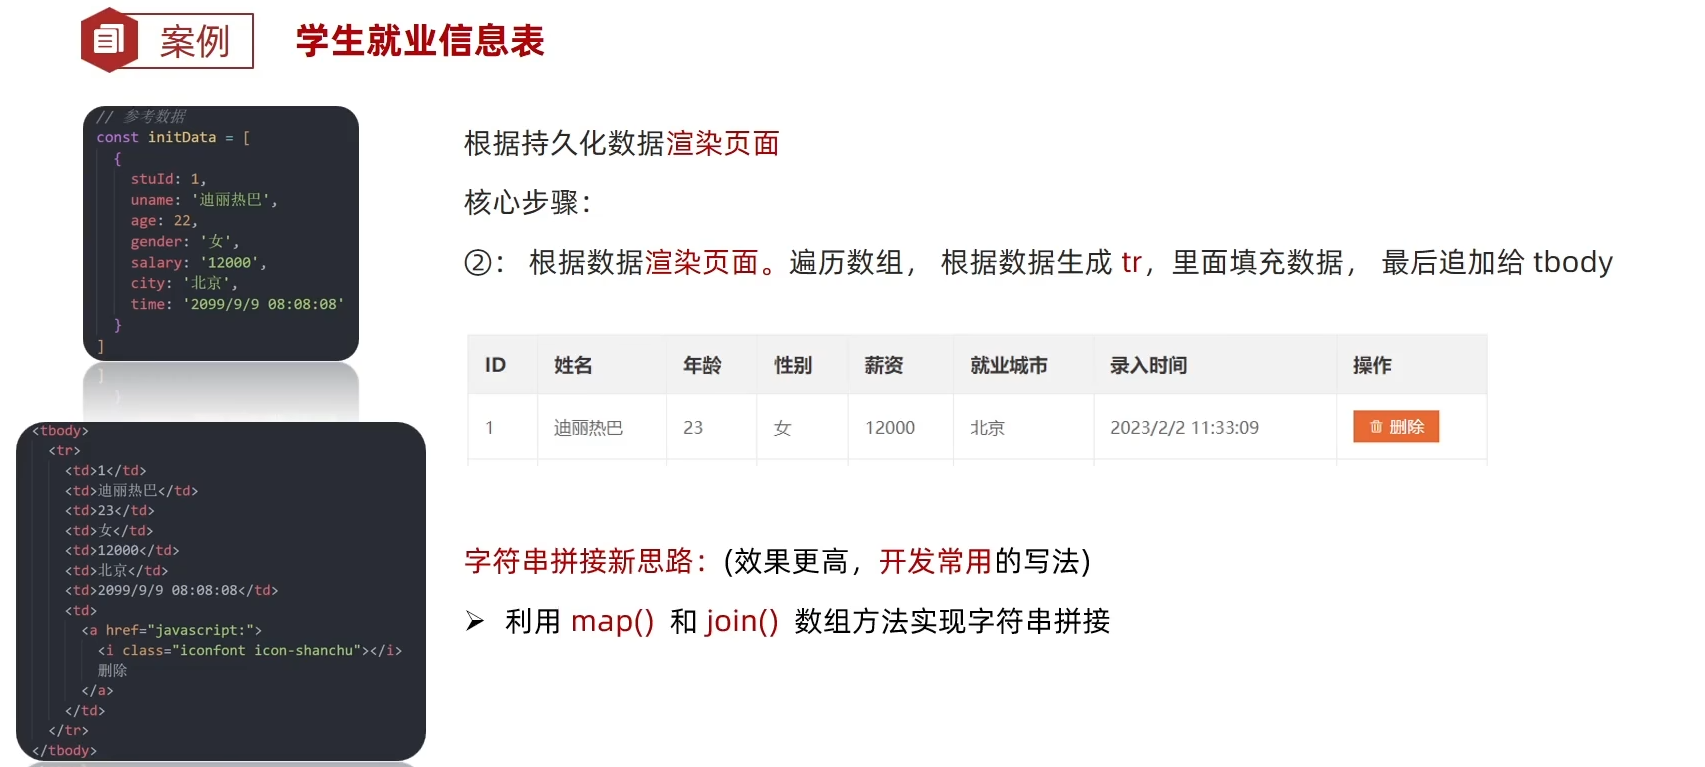 案例
学生就业信息表
// 参考数据
const initData = [
{
stuId: 1,
uname: '迪丽热巴',
age: 22,
gender: '女',
salary: '12000',
city: '北京',
time: '2099/9/9 08:08:08'
}
]
<tbody>
<tr>
<td>1</td>
<td>迪丽热巴</td>
<td>23</td>
<td>女</td>
<td>12000</td>
<td>北京</td>
<td>2099/9/9 08:08:08</td>
<td>
<a href="javascript:">
<i class="iconfont icon-shanchu"></i>
删除
</a>
</td>
</tr>
</tbody>
根据持久化数据渲染页面
核心步骤：
②： 根据数据渲染页面。遍历数组， 根据数据生成 tr，里面填充数据， 最后追加给 tbody
ID 姓名 年龄 性别 薪资 就业城市 录入时间 操作
1 迪丽热巴 23 女 12000 北京 2023/2/2 11:33:09 删除
字符串拼接新思路：(效果更高，开发常用的写法)
➢ 利用 map() 和 join() 数组方法实现字符串拼接